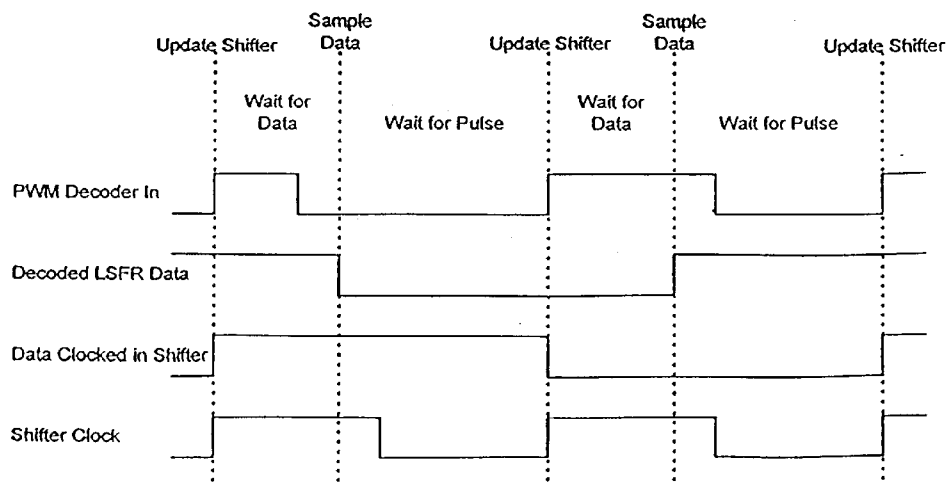 Update Shifter
Sample
Data
Update Shifter
Sample
Data
Update Shifter
Wait for
Data
Wait for Pulse
Wait for
Data
Wait for Pulse
PWM Decoder In
Decoded LSFR Data
Data Clocked in Shifter
Shifter Clock